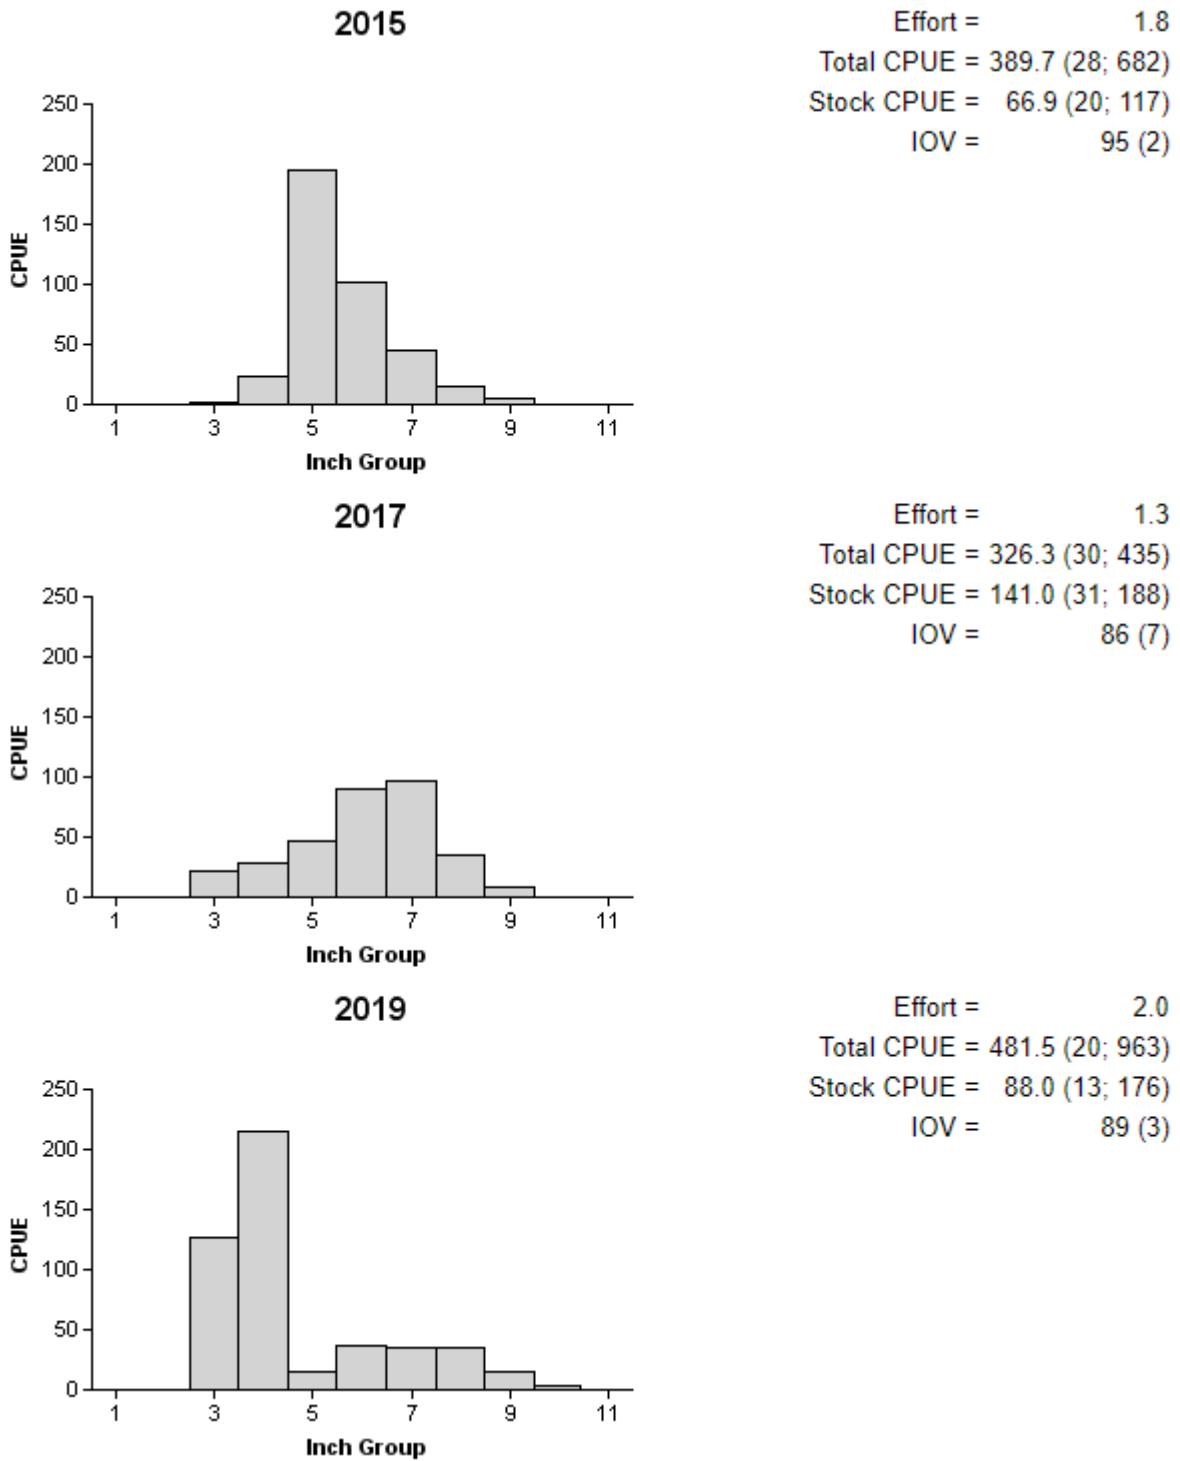 2015
Effort = 1.8
Total CPUE = 389.7 (28; 682)
Stock CPUE = 66.9 (20; 117)
IOV = 95 (2)
250
200
150
100
50
0
CPUE
1 3 5 7 9 11
Inch Group
2017
Effort = 1.3
Total CPUE = 326.3 (30; 435)
Stock CPUE = 141.0 (31; 188)
IOV = 86 (7)
250
200
150
100
50
0
CPUE
1 3 5 7 9 11
Inch Group
2019
Effort = 2.0
Total CPUE = 481.5 (20; 963)
Stock CPUE = 88.0 (13; 176)
IOV = 89 (3)
250
200
150
100
50
0
CPUE
1 3 5 7 9 11
Inch Group